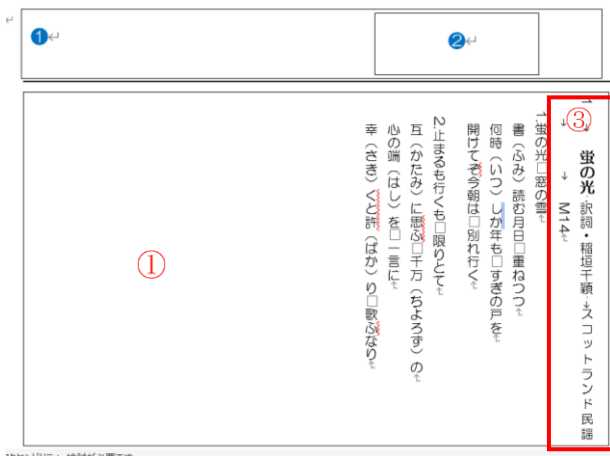 ❶
❷
③
1 蛍の光 訳詞・稲垣千穎 スコットランド民謡
M14
1.蛍の光□窓の雪
書（ふみ）読む月日□重ねつつ
何時（いつ）しか年も□すぎの戸を
開けてぞ今朝は□別れ行く
2.止まるも行くも□限りとて
互（かたみ）に思ふ□千万（ちよろず）の
心の端（はし）を□一言に
幸（さき）くと許（ばか）り□歌ふなり
①